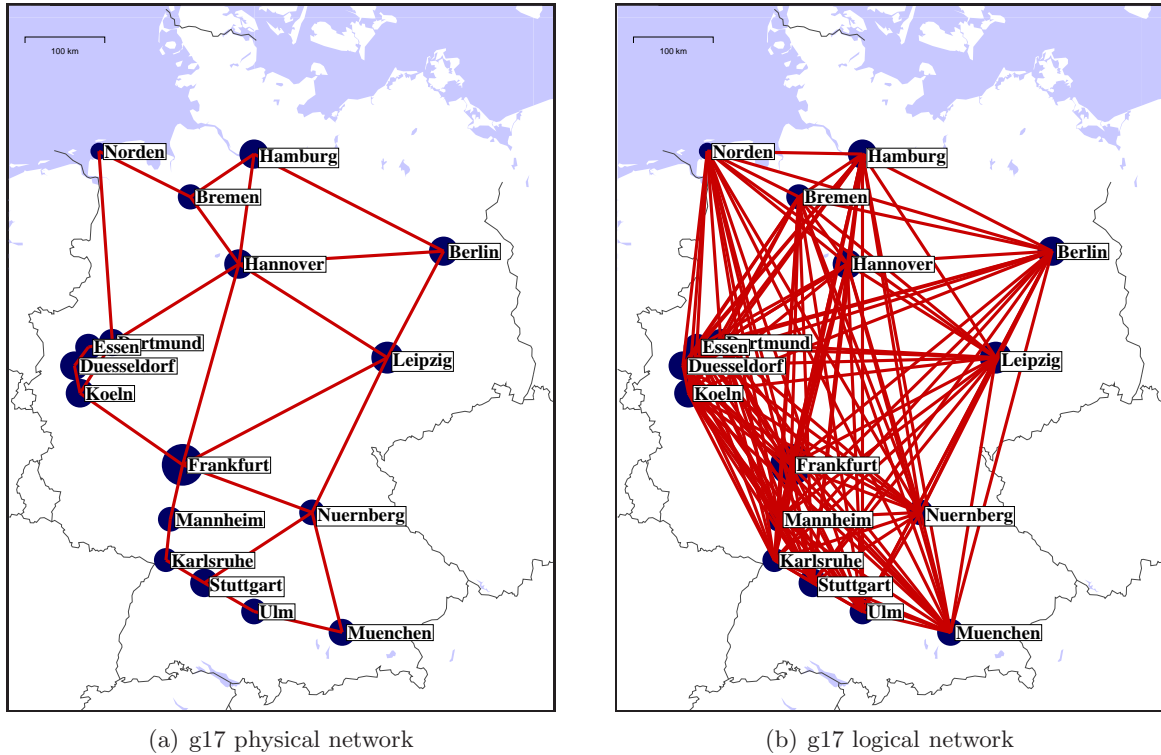 100 km
Norden
Hamburg
Bremen
Hannover
Berlin
Dortmund
Essen
Duesseldorf
Leipzig
Koeln
Frankfurt
Nuernberg
Mannheim
Karlsruhe
Stuttgart
Ulm
Muenchen
(a) g17 physical network
100 km
Norden
Hamburg
Bremen
Hannover
Berlin
Dortmund
Essen
Duesseldorf
Leipzig
Koeln
Frankfurt
Nuernberg
Mannheim
Karlsruhe
Stuttgart
Ulm
Muenchen
(b) g17 logical network